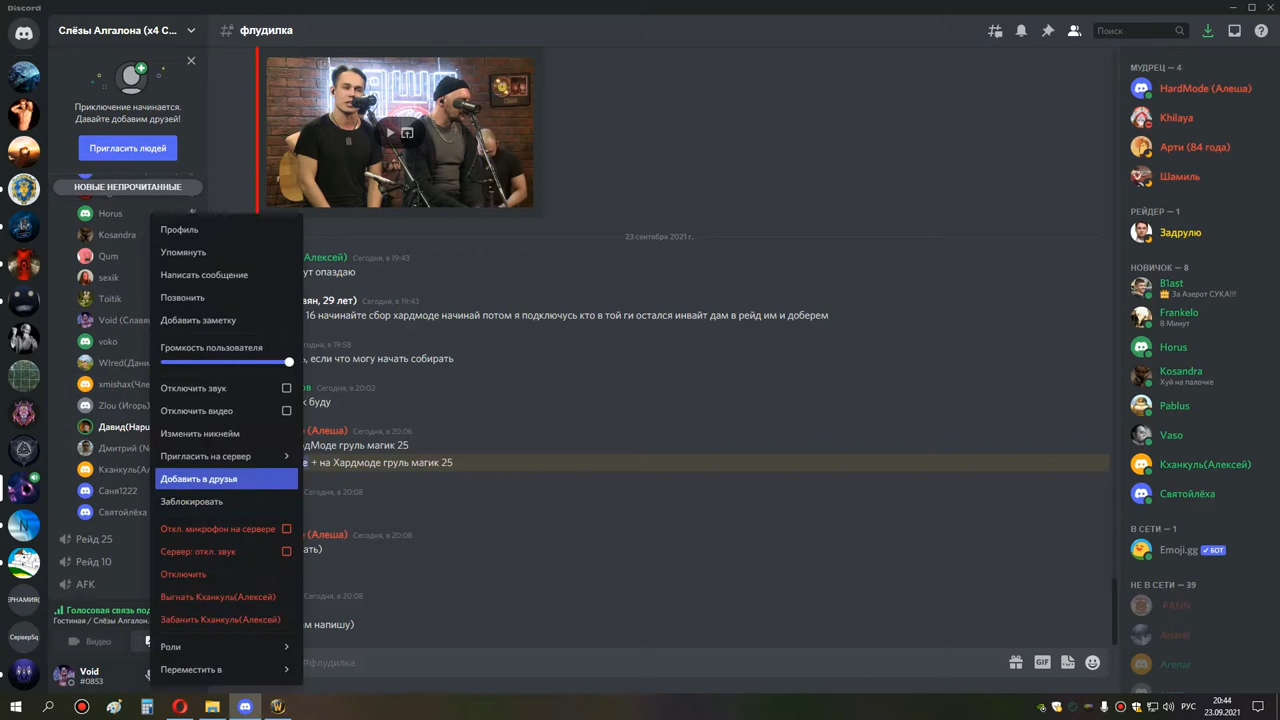 Discord
Слёзы Алгалона (x4 С...
флудилка
Поиск
Приключение начинается.
Давайте добавим друзей!
Пригласить людей
НОВЫЕ НЕПРОЧИТАННЫЕ
Horus
Kosandra
Qum
sexik
Toitik
Void (Славя
voko
WIred(Дани
xmishax(Чле
Zlou (Игорь)
Давид(Нари
Дмитрий (N
Кханкуль(А
Саня1222
Святойлёха
Рейд 25
Рейд 10
AFK
ЕРНАМИЯ(
СерверSq
Голосовая связь под
Гостиная / Слёзы Алгалон.
Видео
Void
#0853
Профиль
Упомянуть
Написать сообщение
Позвонить
Добавить заметку
Громкость пользователя
Отключить звук
Отключить видео
Изменить никнейм
Пригласить на сервер
Добавить в друзья
Заблокировать
Откл. микрофон на сервере
Сервер: откл. звук
Отключить
Выгнать Кханкуль(Алексей)
Забанить Кханкуль(Алексей)
Роли
Переместить в
23 сентября 2021 г.
Алексей) Сегодня, в 19:43
ут опаздаю
вян, 29 лет) Сегодня, в 19:43
16 начинайте сбор хардмоде начинай потом я подключусь кто в той ги остался инвайт дам в рейд им и доберем
годня, в 19:58
ь, если что могу начать собирать
ов Сегодня, в 20:02
к буду
е (Алеша) Сегодня, в 20:06
рдМоде груль магик 25
е + на Хардмоде груль магик 25
Сегодня, в 20:08
е (Алеша) Сегодня, в 20:08
ать)
Сегодня, в 20:08
ам напишу)
#флудилка
GIF
МУДРЕЦ — 4
HardMode (Алеша)
Khilaya
Арти (84 года)
Шамиль
РЕЙДЕР — 1
Задрулю
НОВИЧОК — 8
B1ast
За Азерот СУКА!!!
Frankelo
8 Минут
Horus
Kosandra
Хуй на палочке
Pablus
Vaso
Кханкуль(Алексей)
Святойлёха
В СЕТИ — 1
Emoji.gg БОТ
НЕ В СЕТИ — 39
Anarel
Arenar
РУС
20:44
23.09.2021